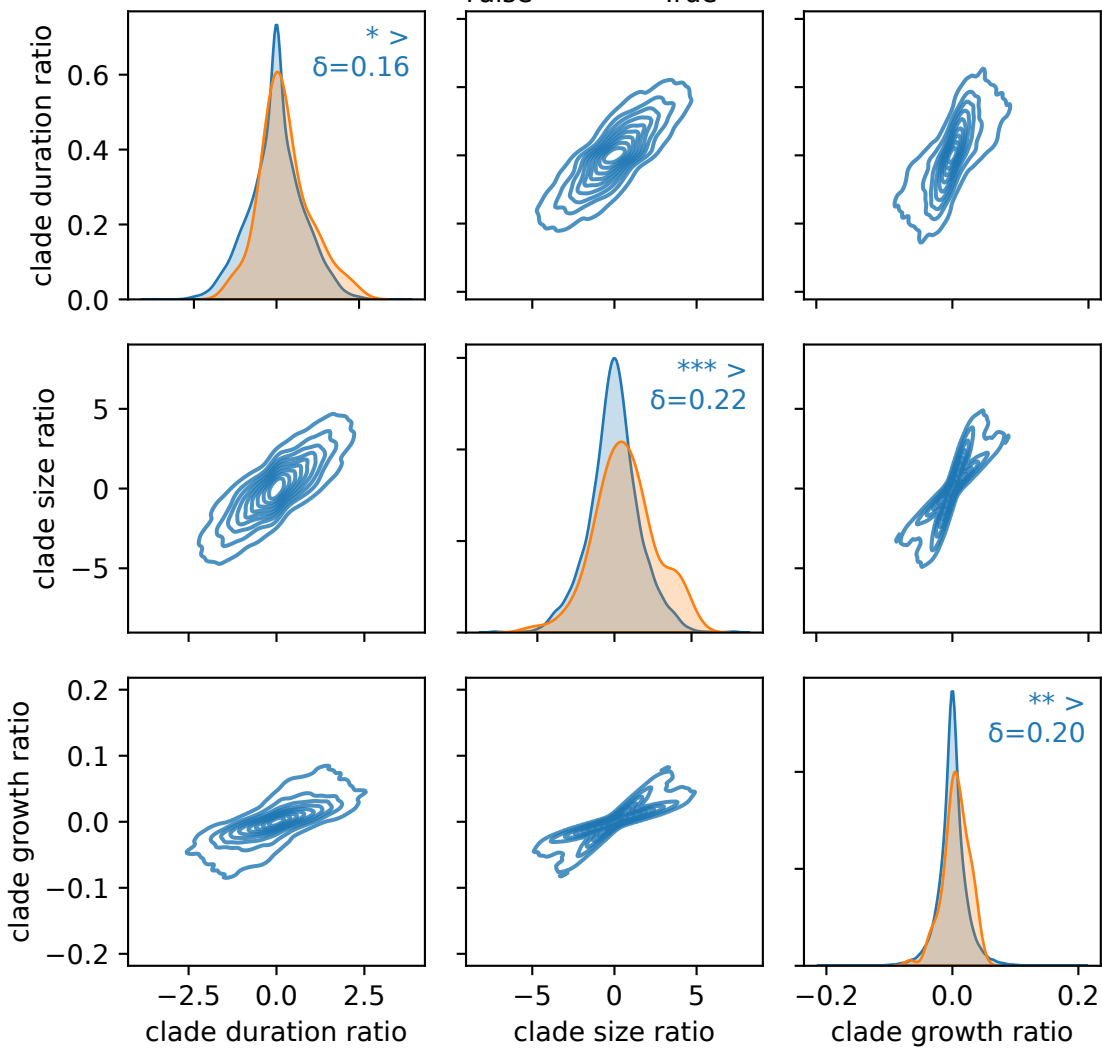 False True
clade duration ratio
0.6
0.4
0.2
0.0
* >
δ=0.16
clade size ratio
5
0
−5
*** >
δ=0.22
clade growth ratio
0.2
0.1
0.0
−0.1
−0.2
** >
δ=0.20
−2.5 0.0 2.5
−5 0 5
−0.2 0.0 0.2
clade duration ratio
clade size ratio
clade growth ratio